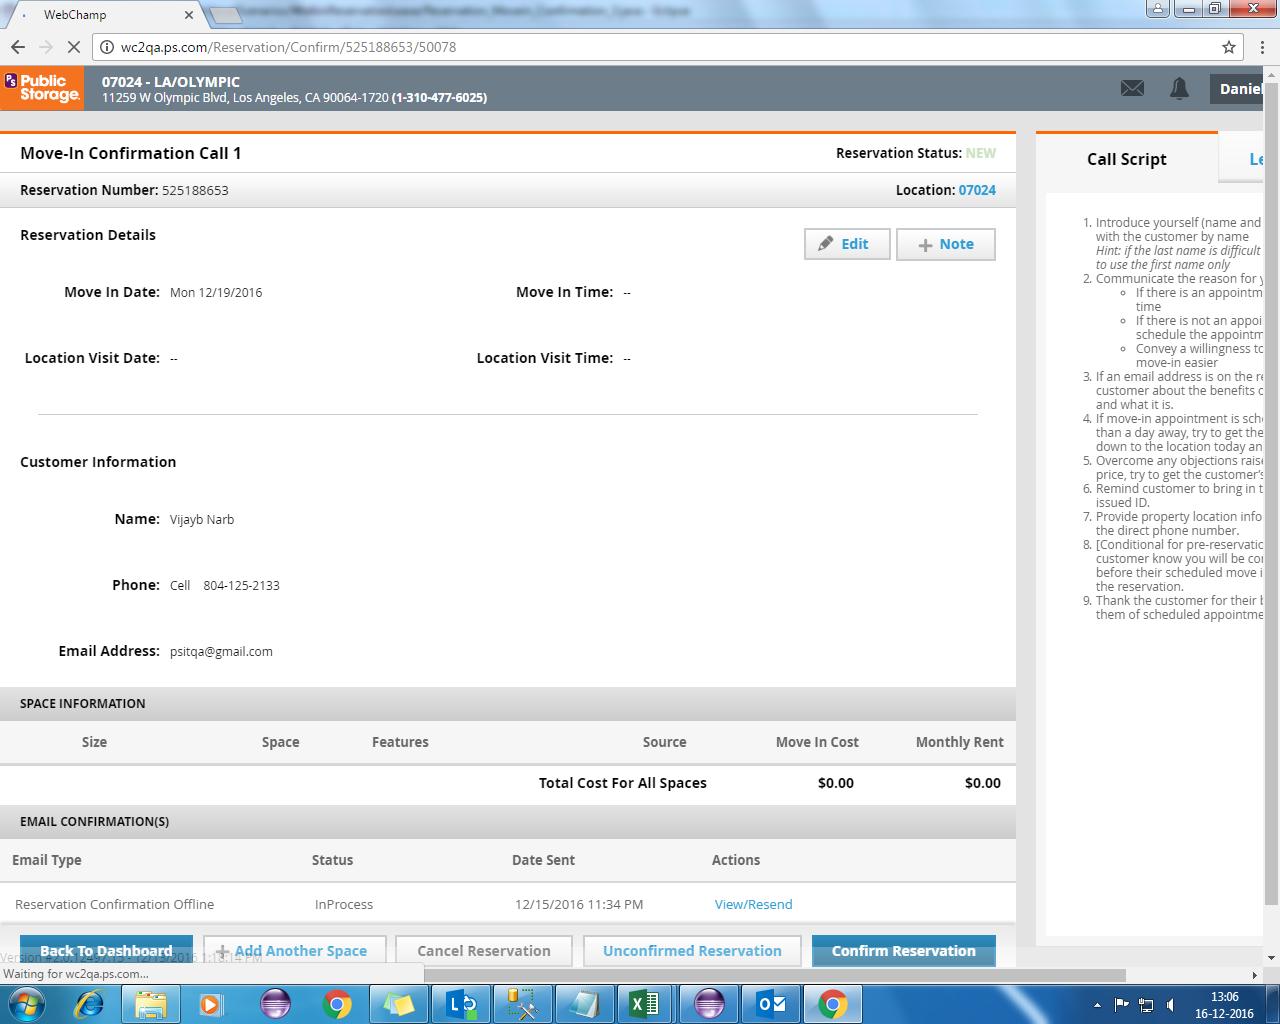 WebChamp
wc2qa.ps.com/Reservation/Confirm/525188653/50078
PS Public Storage.
07024 - LA/OLYMPIC
11259 W Olympic Blvd, Los Angeles, CA 90064-1720 (1-310-477-6025)
Daniel
Move-In Confirmation Call 1
Reservation Status: NEW
Reservation Number: 525188653
Location: 07024
Reservation Details
Edit
Note
Move In Date: Mon 12/19/2016
Move In Time: --
Location Visit Date: --
Location Visit Time: --
Customer Information
Name: Vijayb Narb
Phone: Cell 804-125-2133
Email Address: psitqa@gmail.com
SPACE INFORMATION
Size Space Features Source Move In Cost Monthly Rent
Total Cost For All Spaces $0.00 $0.00
EMAIL CONFIRMATION(S)
Email Type Status Date Sent Actions
Reservation Confirmation Offline InProcess 12/15/2016 11:34 PM View/Resend
Back To Dashboard
Add Another Space
Cancel Reservation
Unconfirmed Reservation
Confirm Reservation
Waiting for wc2qa.ps.com...
Call Script
Le
1. Introduce yourself (name and
with the customer by name
Hint: if the last name is difficult
to use the first name only
2. Communicate the reason for y
If there is an appointm
time
If there is not an appoi
schedule the appointm
Convey a willingness to
move-in easier
3. If an email address is on the re
customer about the benefits o
and what it is.
4. If move-in appointment is sche
than a day away, try to get the
down to the location today an
5. Overcome any objections raise
price, try to get the customer's
6. Remind customer to bring in t
issued ID.
7. Provide property location info
the direct phone number.
8. [Conditional for pre-reservatio
customer know you will be con
before their scheduled move i
the reservation.
9. Thank the customer for their b
them of scheduled appointme
13:06
16-12-2016